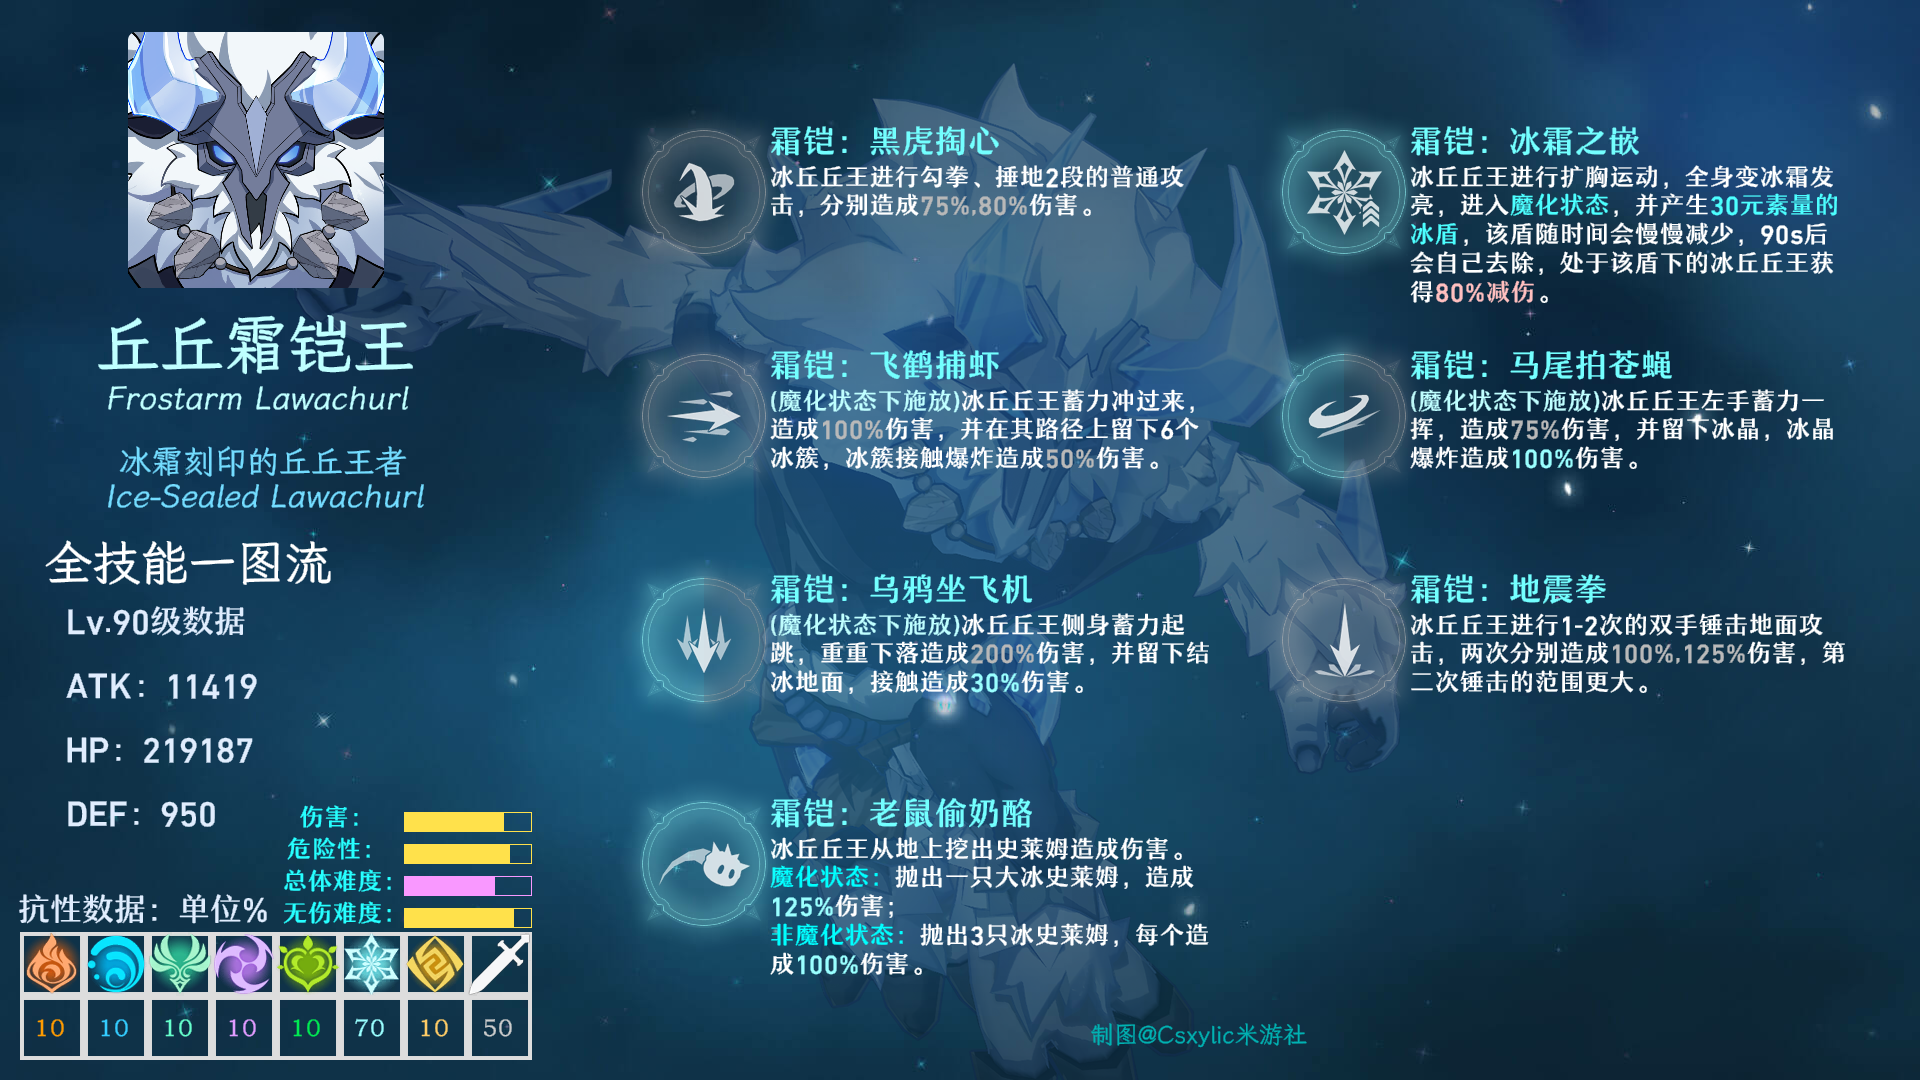 丘丘霜铠王
Frostarm Lawachurl
冰霜刻印的丘丘王者
Ice-Sealed Lawachurl
全技能一图流
Lv.90级数据
ATK：11419
HP：219187
DEF：950
伤害：
危险性：
总体难度：
无伤难度：
抗性数据：单位%
10 10 10 10 10 70 10 50
霜铠：黑虎掏心
冰丘丘王进行勾拳、捶地2段的普通攻
击，分别造成75%,80%伤害。
霜铠：飞鹤捕虾
(魔化状态下施放)冰丘丘王蓄力冲过来，
造成100%伤害，并在其路径上留下6个
冰簇，冰簇接触爆炸造成50%伤害。
霜铠：乌鸦坐飞机
(魔化状态下施放)冰丘丘王侧身蓄力起
跳，重重下落造成200%伤害，并留下结
冰地面，接触造成30%伤害。
霜铠：老鼠偷奶酪
冰丘丘王从地上挖出史莱姆造成伤害。
魔化状态：抛出一只大冰史莱姆，造成
125%伤害；
非魔化状态：抛出3只冰史莱姆，每个造
成100%伤害。
霜铠：冰霜之嵌
冰丘丘王进行扩胸运动，全身变冰霜发
亮，进入魔化状态，并产生30元素量的
冰盾，该盾随时间会慢慢减少，90s后
会自己去除，处于该盾下的冰丘丘王获
得80%减伤。
霜铠：马尾拍苍蝇
(魔化状态下施放)冰丘丘王左手蓄力一
挥，造成75%伤害，并留下冰晶，冰晶
爆炸造成100%伤害。
霜铠：地震拳
冰丘丘王进行1-2次的双手锤击地面攻
击，两次分别造成100%,125%伤害，第
二次锤击的范围更大。
制图@Csxylic米游社